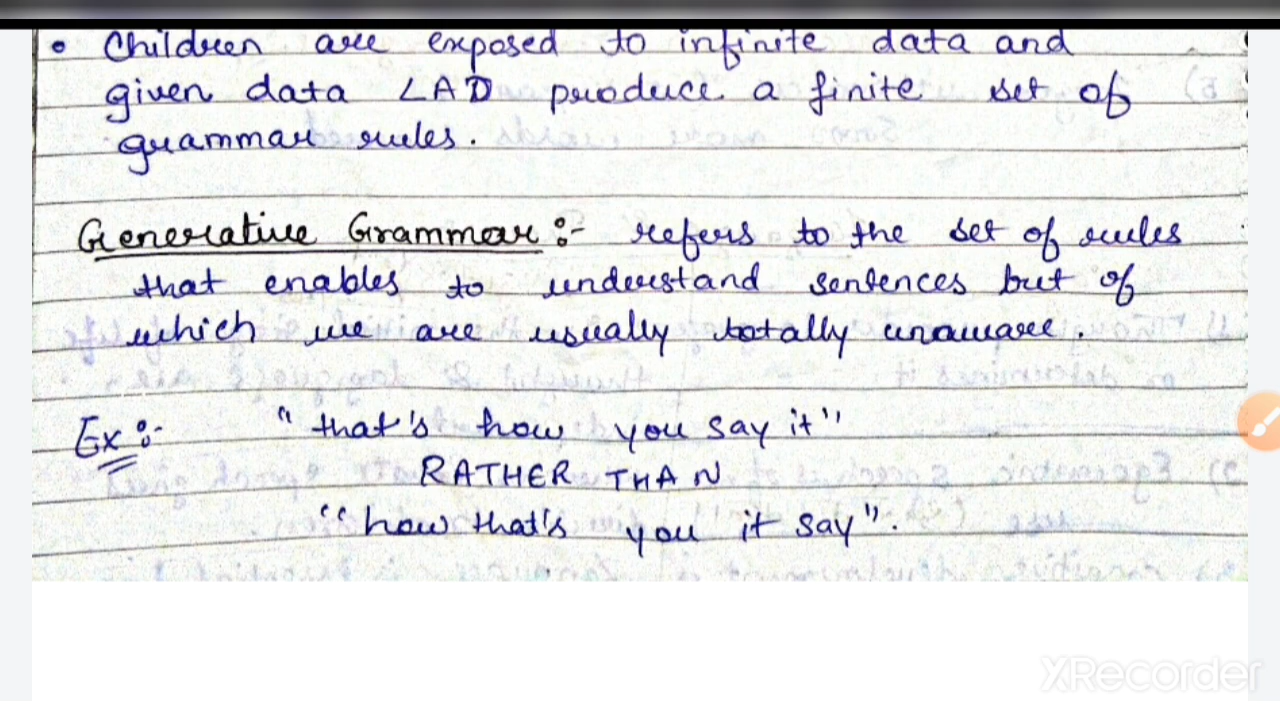 • Children are exposed to infinite data and
given data LAD produce a finite set of
grammar rules.
Generative Grammar :- refers to the set of rules
that enables to understand sentences but of
which we are usually totally unaware.
Ex :- "that's how you say it"
RATHER THAN
"how that's you it say".
XRecorder